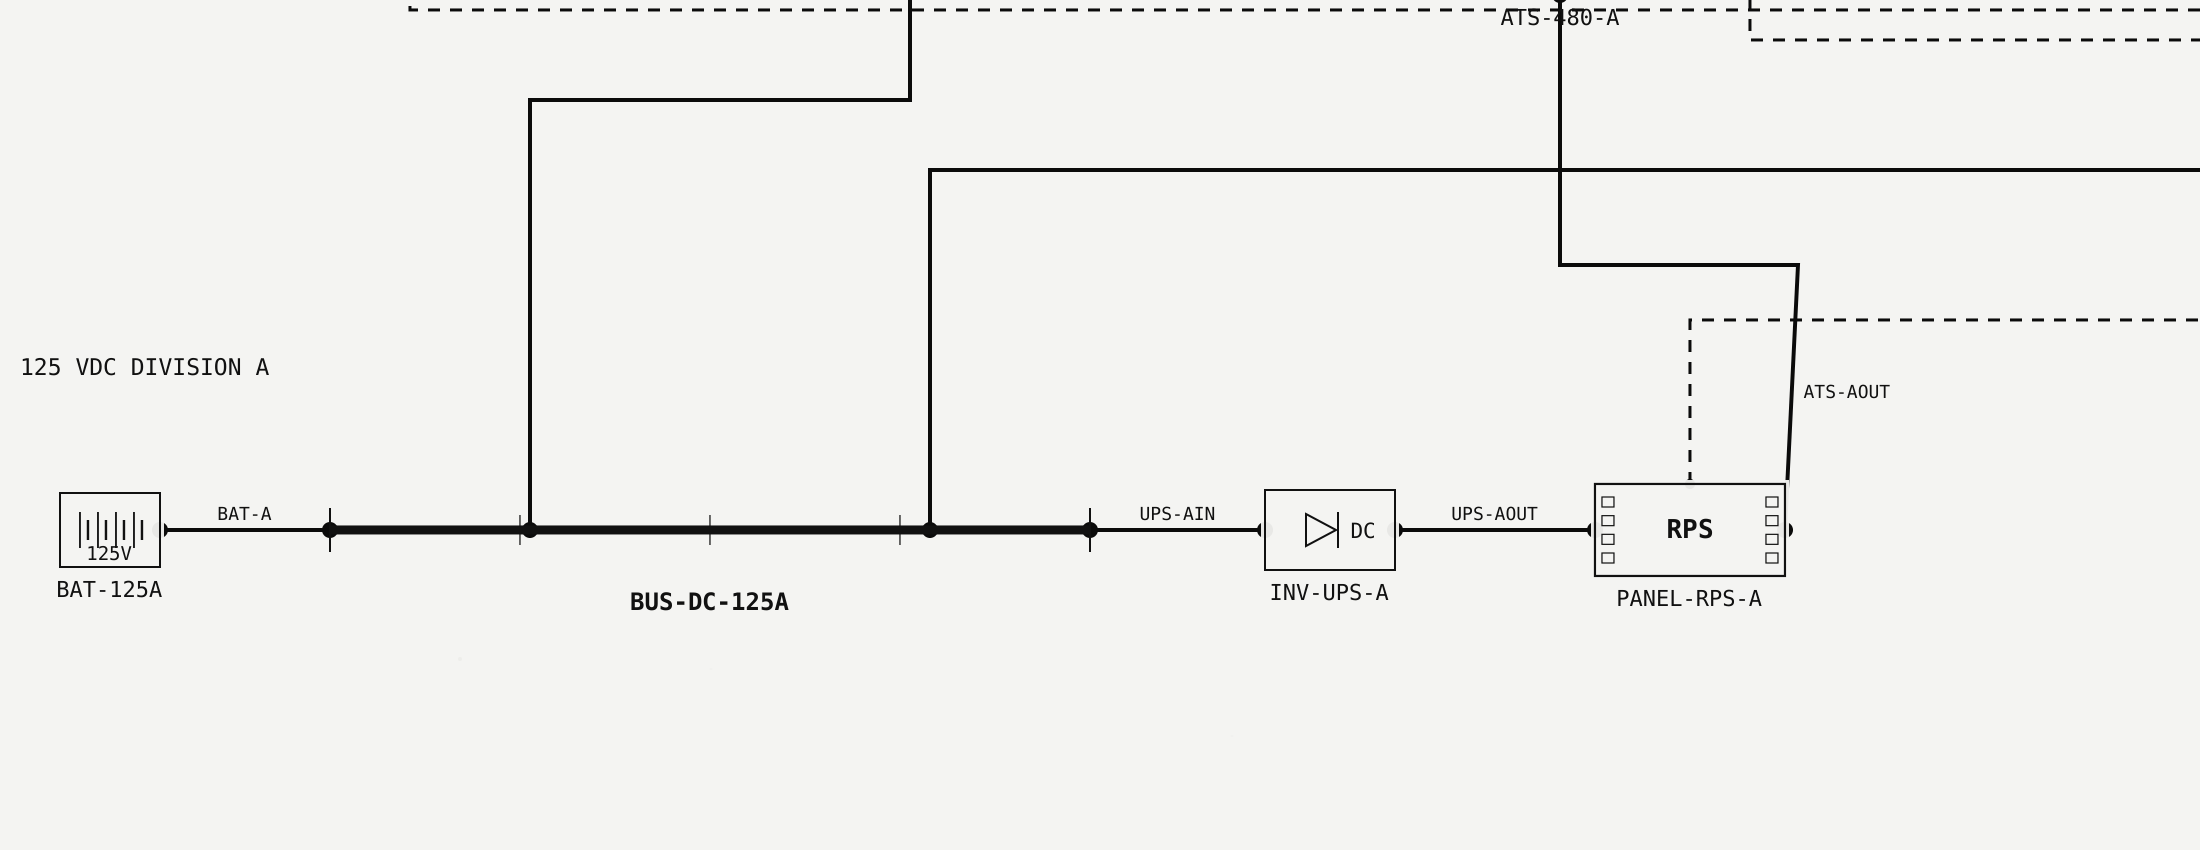 ATS-480-A
125 VDC DIVISION A
ATS-AOUT
BAT-A
UPS-AIN
UPS-AOUT
125V
DC
RPS
BAT-125A
BUS-DC-125A
INV-UPS-A
PANEL-RPS-A